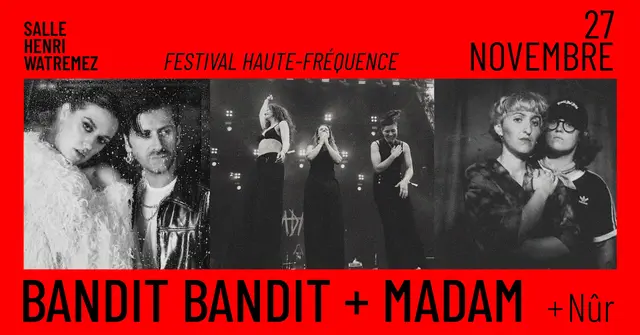 SALLE
HENRI
WATREMEZ
FESTIVAL HAUTE-FRÉQUENCE
27
NOVEMBRE
BANDIT BANDIT + MADAM + Nûr